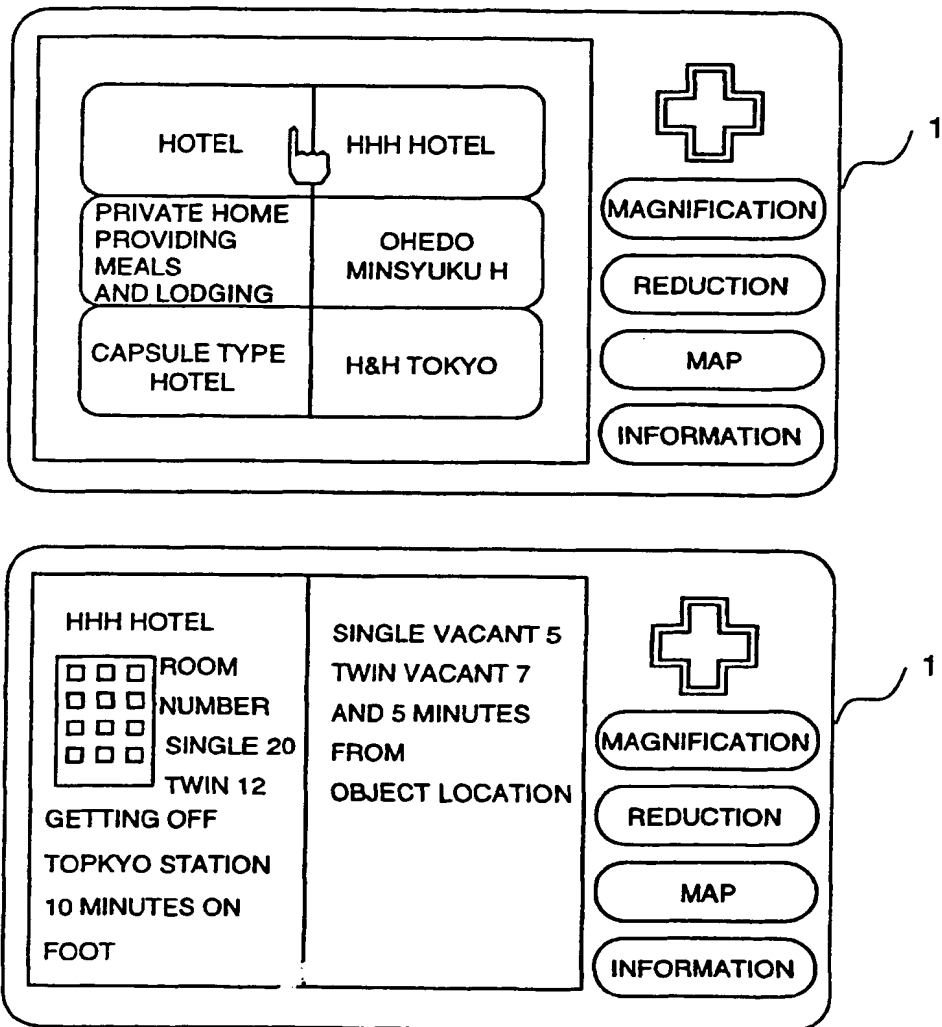 HOTEL
HHH HOTEL
PRIVATE HOME
PROVIDING
MEALS
AND LODGING
OHEDO
MINSYUKU H
CAPSULE TYPE
HOTEL
H&H TOKYO
MAGNIFICATION
REDUCTION
MAP
INFORMATION
1
HHH HOTEL
ROOM
NUMBER
SINGLE 20
TWIN 12
GETTING OFF
TOPKYO STATION
10 MINUTES ON
FOOT
SINGLE VACANT 5
TWIN VACANT 7
AND 5 MINUTES
FROM
OBJECT LOCATION
MAGNIFICATION
REDUCTION
MAP
INFORMATION
1